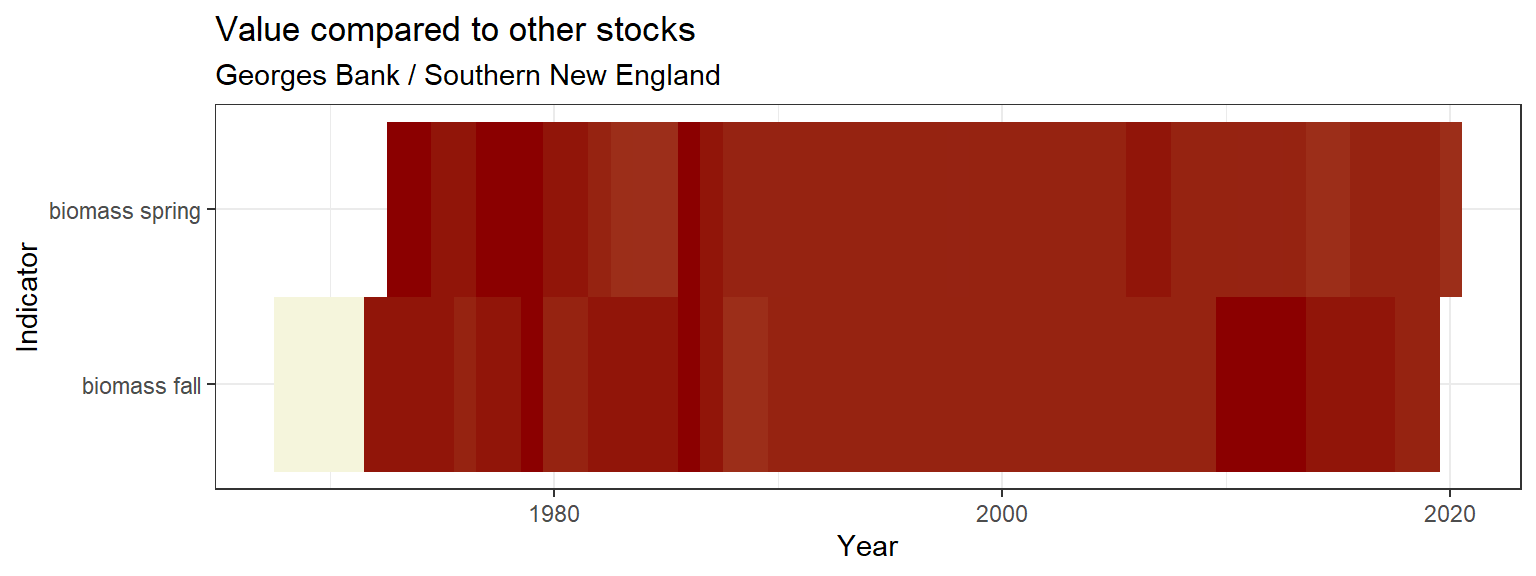 Value compared to other stocks
Georges Bank / Southern New England
Indicator
biomass spring
biomass fall
1980 2000 2020
Year